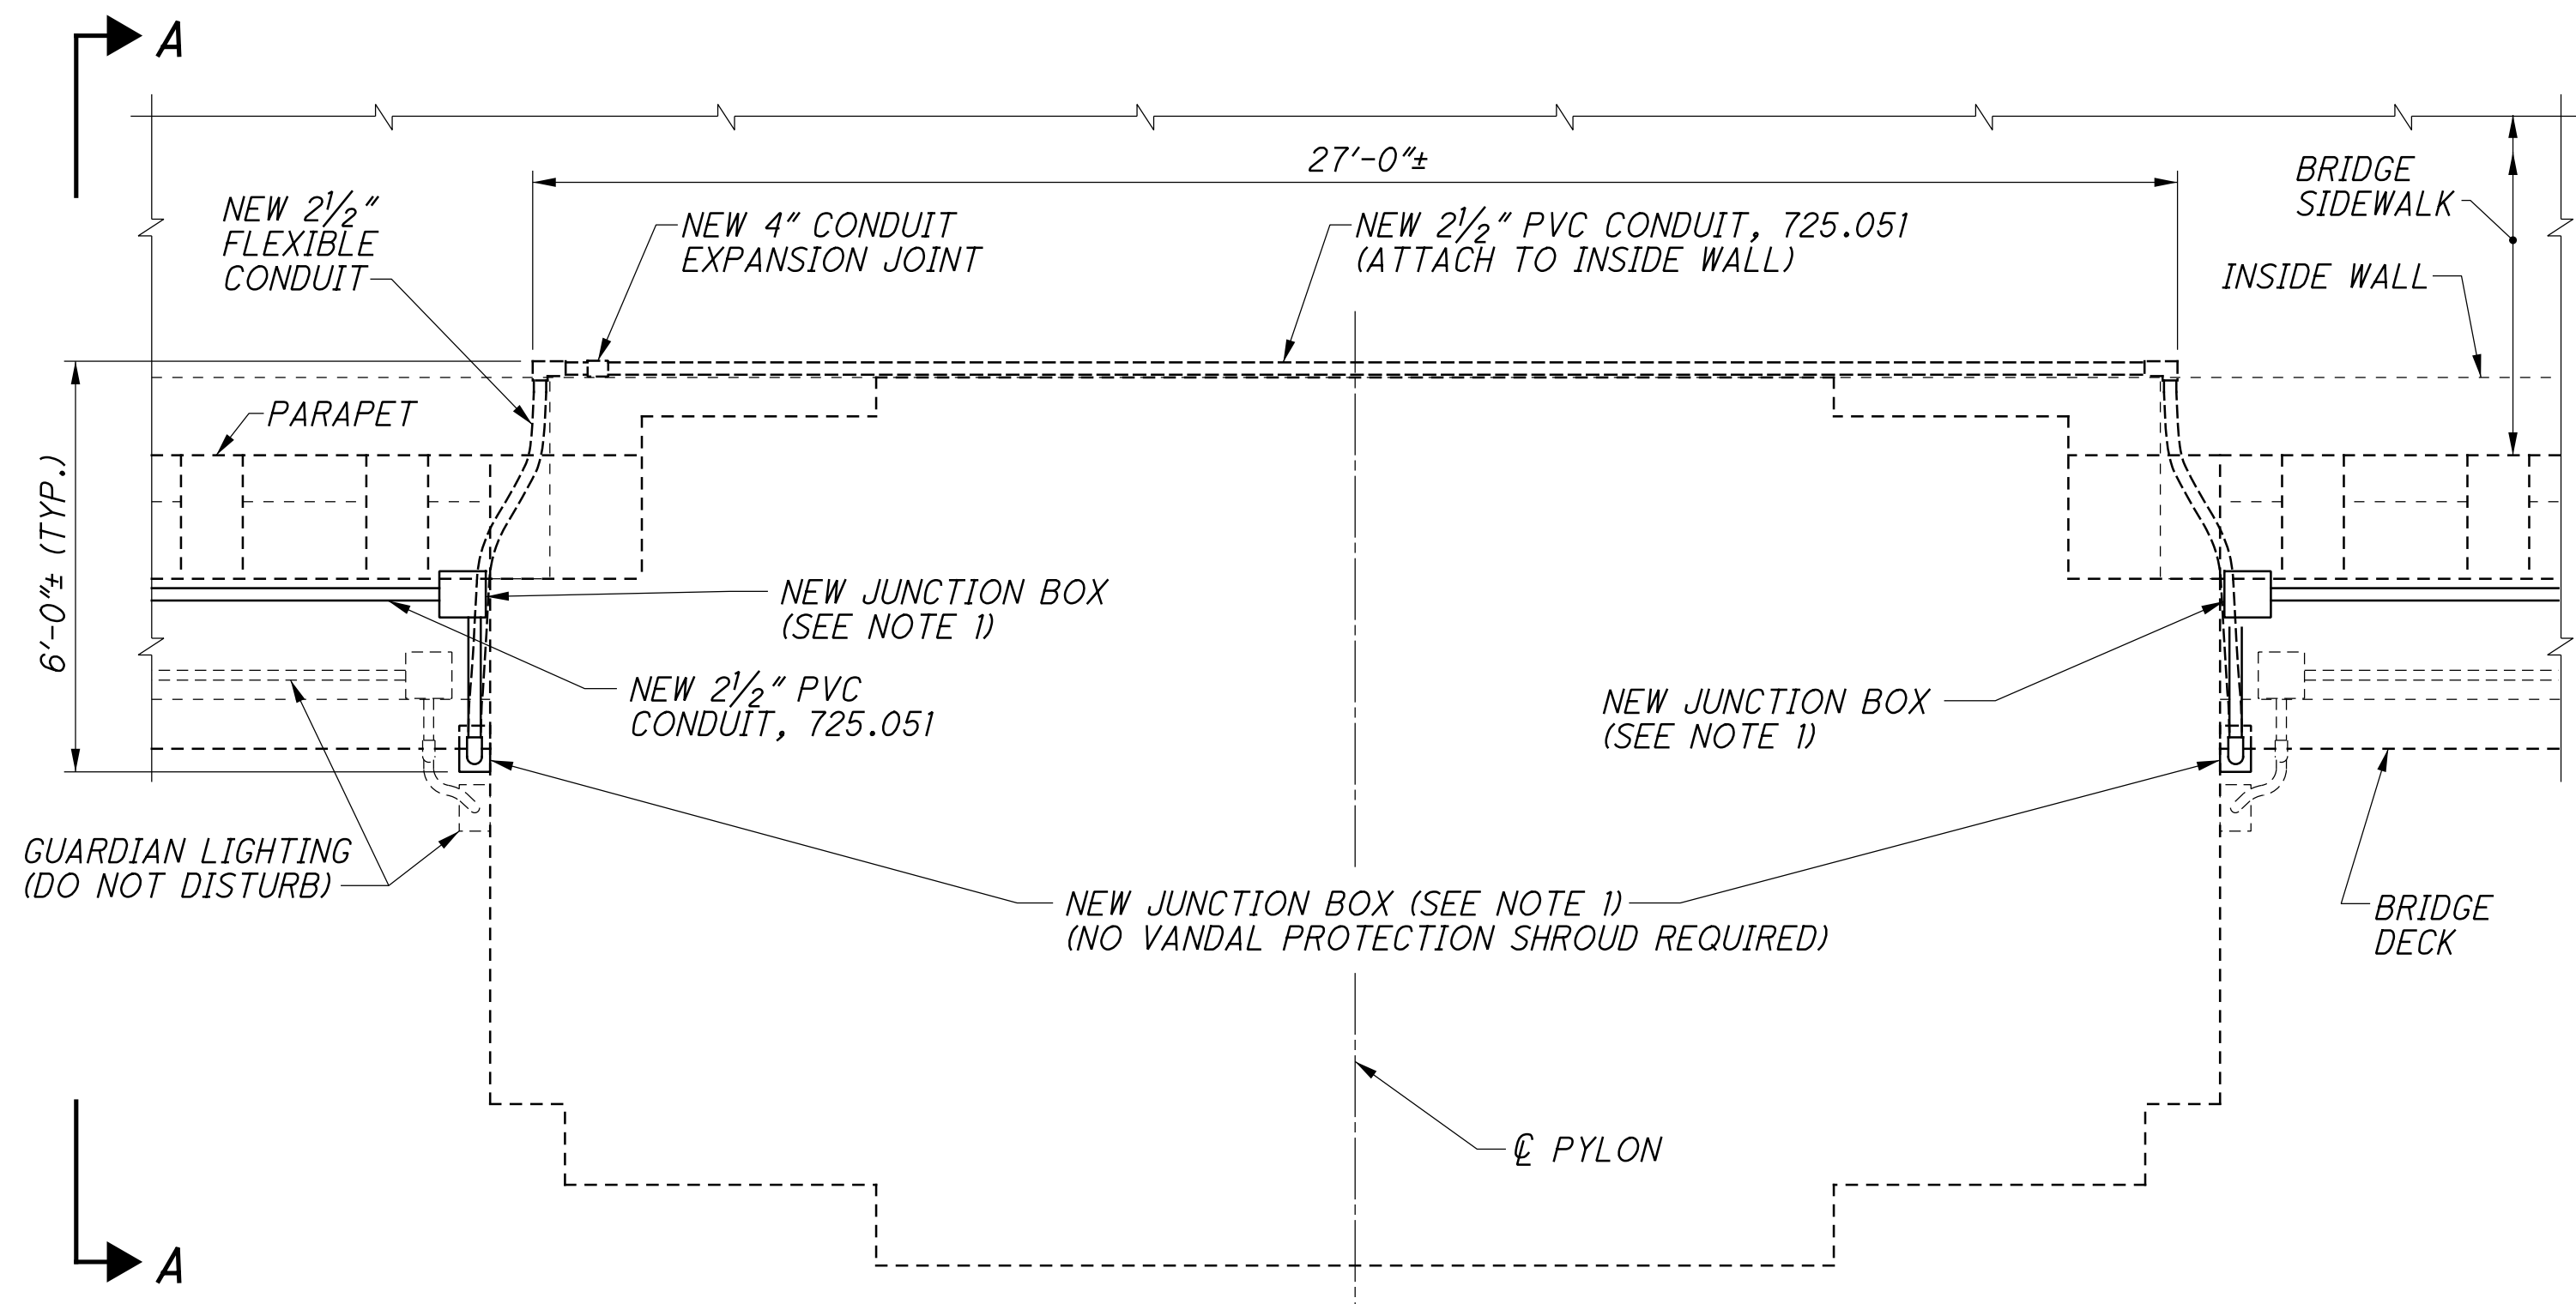 A
27'-0"±
BRIDGE
SIDEWALK
NEW 2½"
FLEXIBLE
CONDUIT
NEW 4" CONDUIT
EXPANSION JOINT
NEW 2½" PVC CONDUIT, 725.051
(ATTACH TO INSIDE WALL)
INSIDE WALL
PARAPET
6'-0"± (TYP.)
NEW JUNCTION BOX
(SEE NOTE 1)
NEW 2½" PVC
CONDUIT, 725.051
NEW JUNCTION BOX
(SEE NOTE 1)
GUARDIAN LIGHTING
(DO NOT DISTURB)
NEW JUNCTION BOX (SEE NOTE 1)
(NO VANDAL PROTECTION SHROUD REQUIRED)
BRIDGE
DECK
℄ PYLON
A